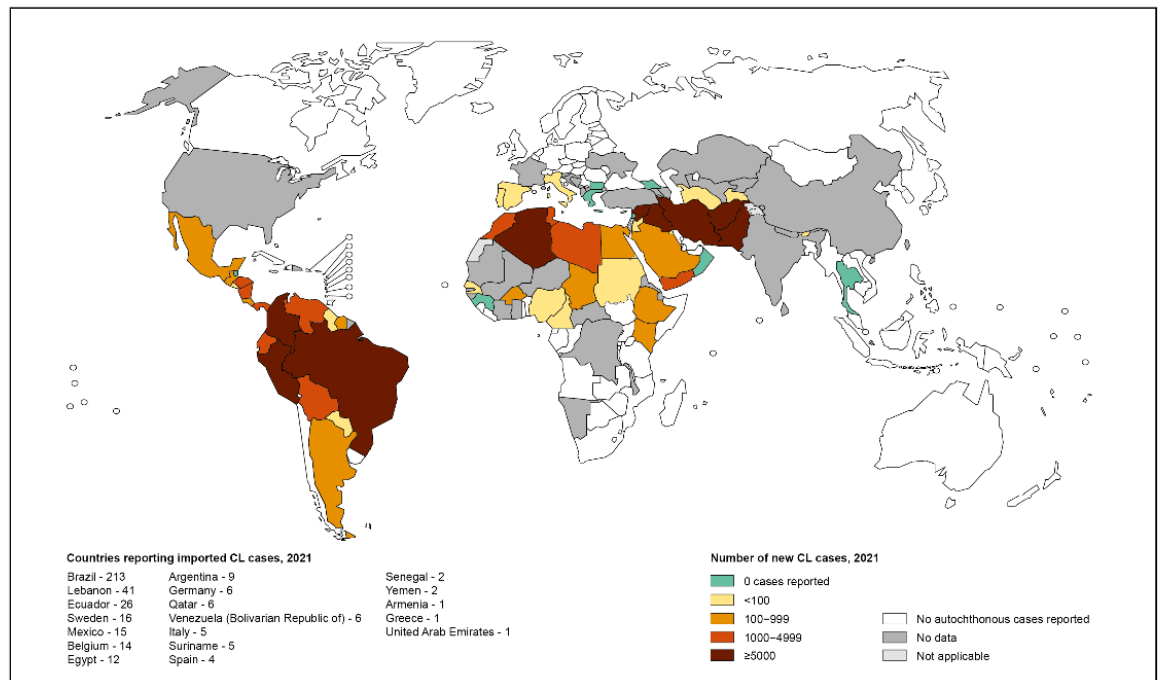 Countries reporting imported CL cases, 2021
Brazil - 213
Lebanon - 41
Ecuador - 26
Sweden - 16
Mexico - 15
Belgium - 14
Egypt - 12
Argentina - 9
Germany - 6
Qatar - 6
Venezuela (Bolivarian Republic of) - 6
Italy - 5
Suriname - 5
Spain - 4
Senegal - 2
Yemen - 2
Armenia - 1
Greece - 1
United Arab Emirates - 1
Number of new CL cases, 2021
0 cases reported
<100
100–999
1000–4999
≥5000
No autochthonous cases reported
No data
Not applicable